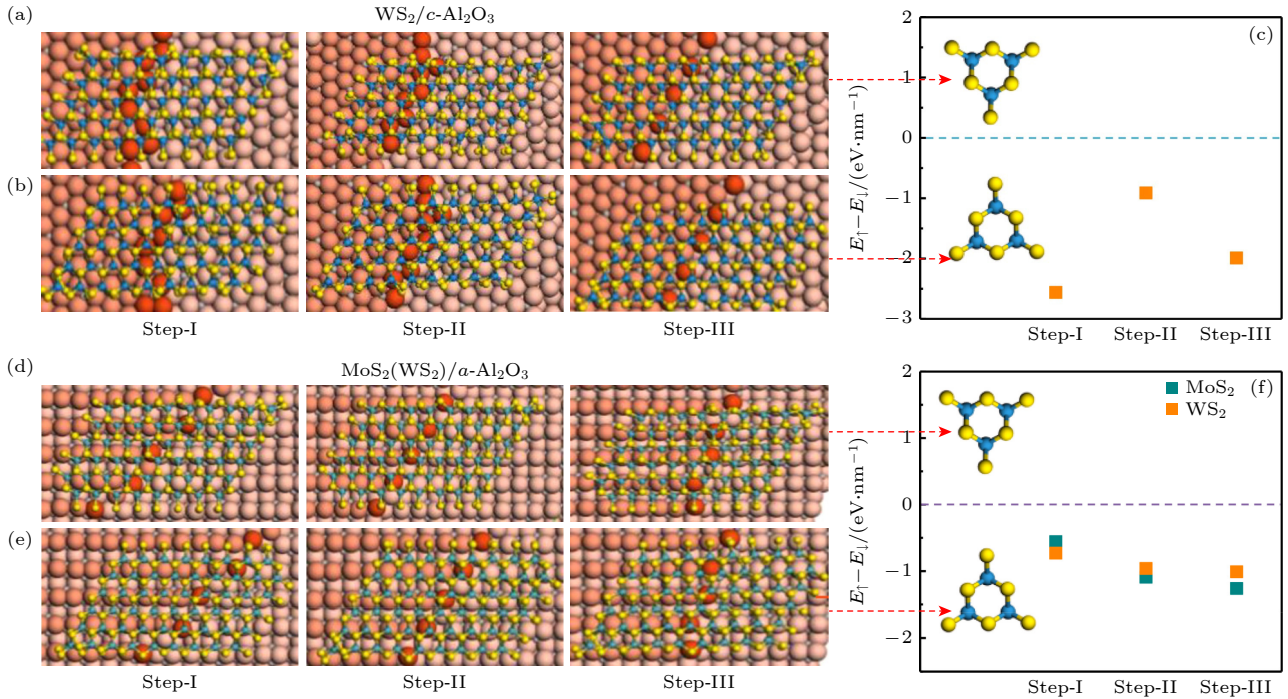 (a)
WS₂/c-Al₂O₃
(b)
Step-I
Step-II
Step-III
(c)
2
1
0
−1
−2
−3
E↑−E↓/(eV·nm⁻¹)
Step-I
Step-II
Step-III
(d)
MoS₂(WS₂)/a-Al₂O₃
(e)
Step-I
Step-II
Step-III
(f)
MoS₂
WS₂
2
1
0
−1
−2
E↑−E↓/(eV·nm⁻¹)
Step-I
Step-II
Step-III